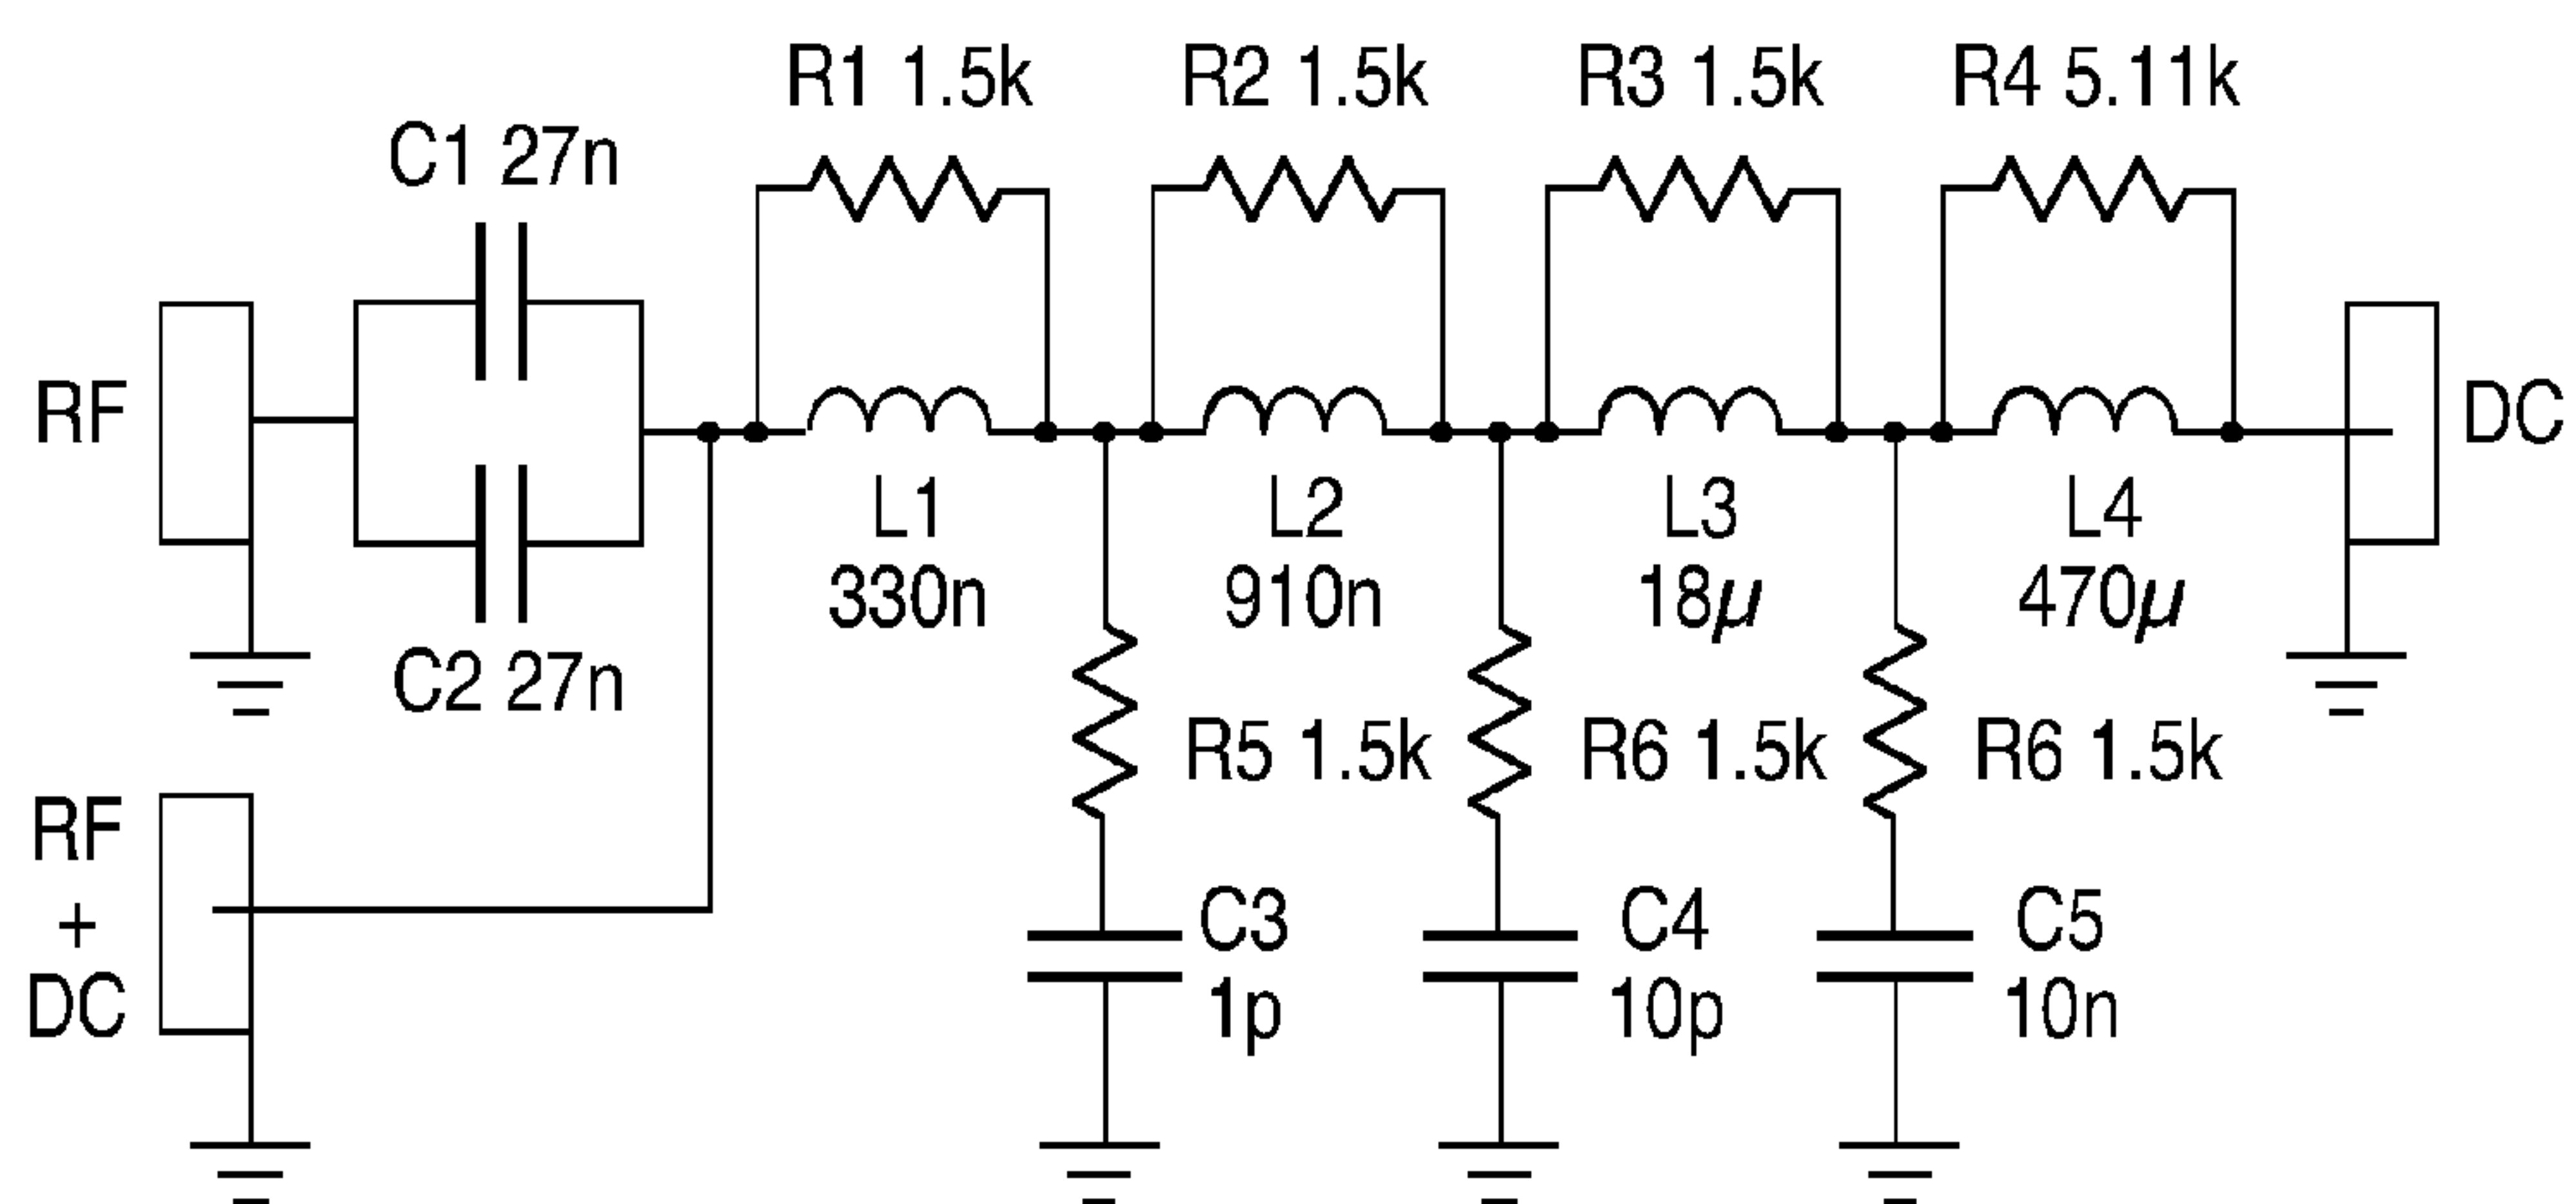 R1 1.5k
R2 1.5k
R3 1.5k
R4 5.11k
C1 27n
RF
DC
L1
330n
L2
910n
L3
18µ
L4
470µ
C2 27n
R5 1.5k
R6 1.5k
R6 1.5k
RF
+
DC
C3
1p
C4
10p
C5
10n